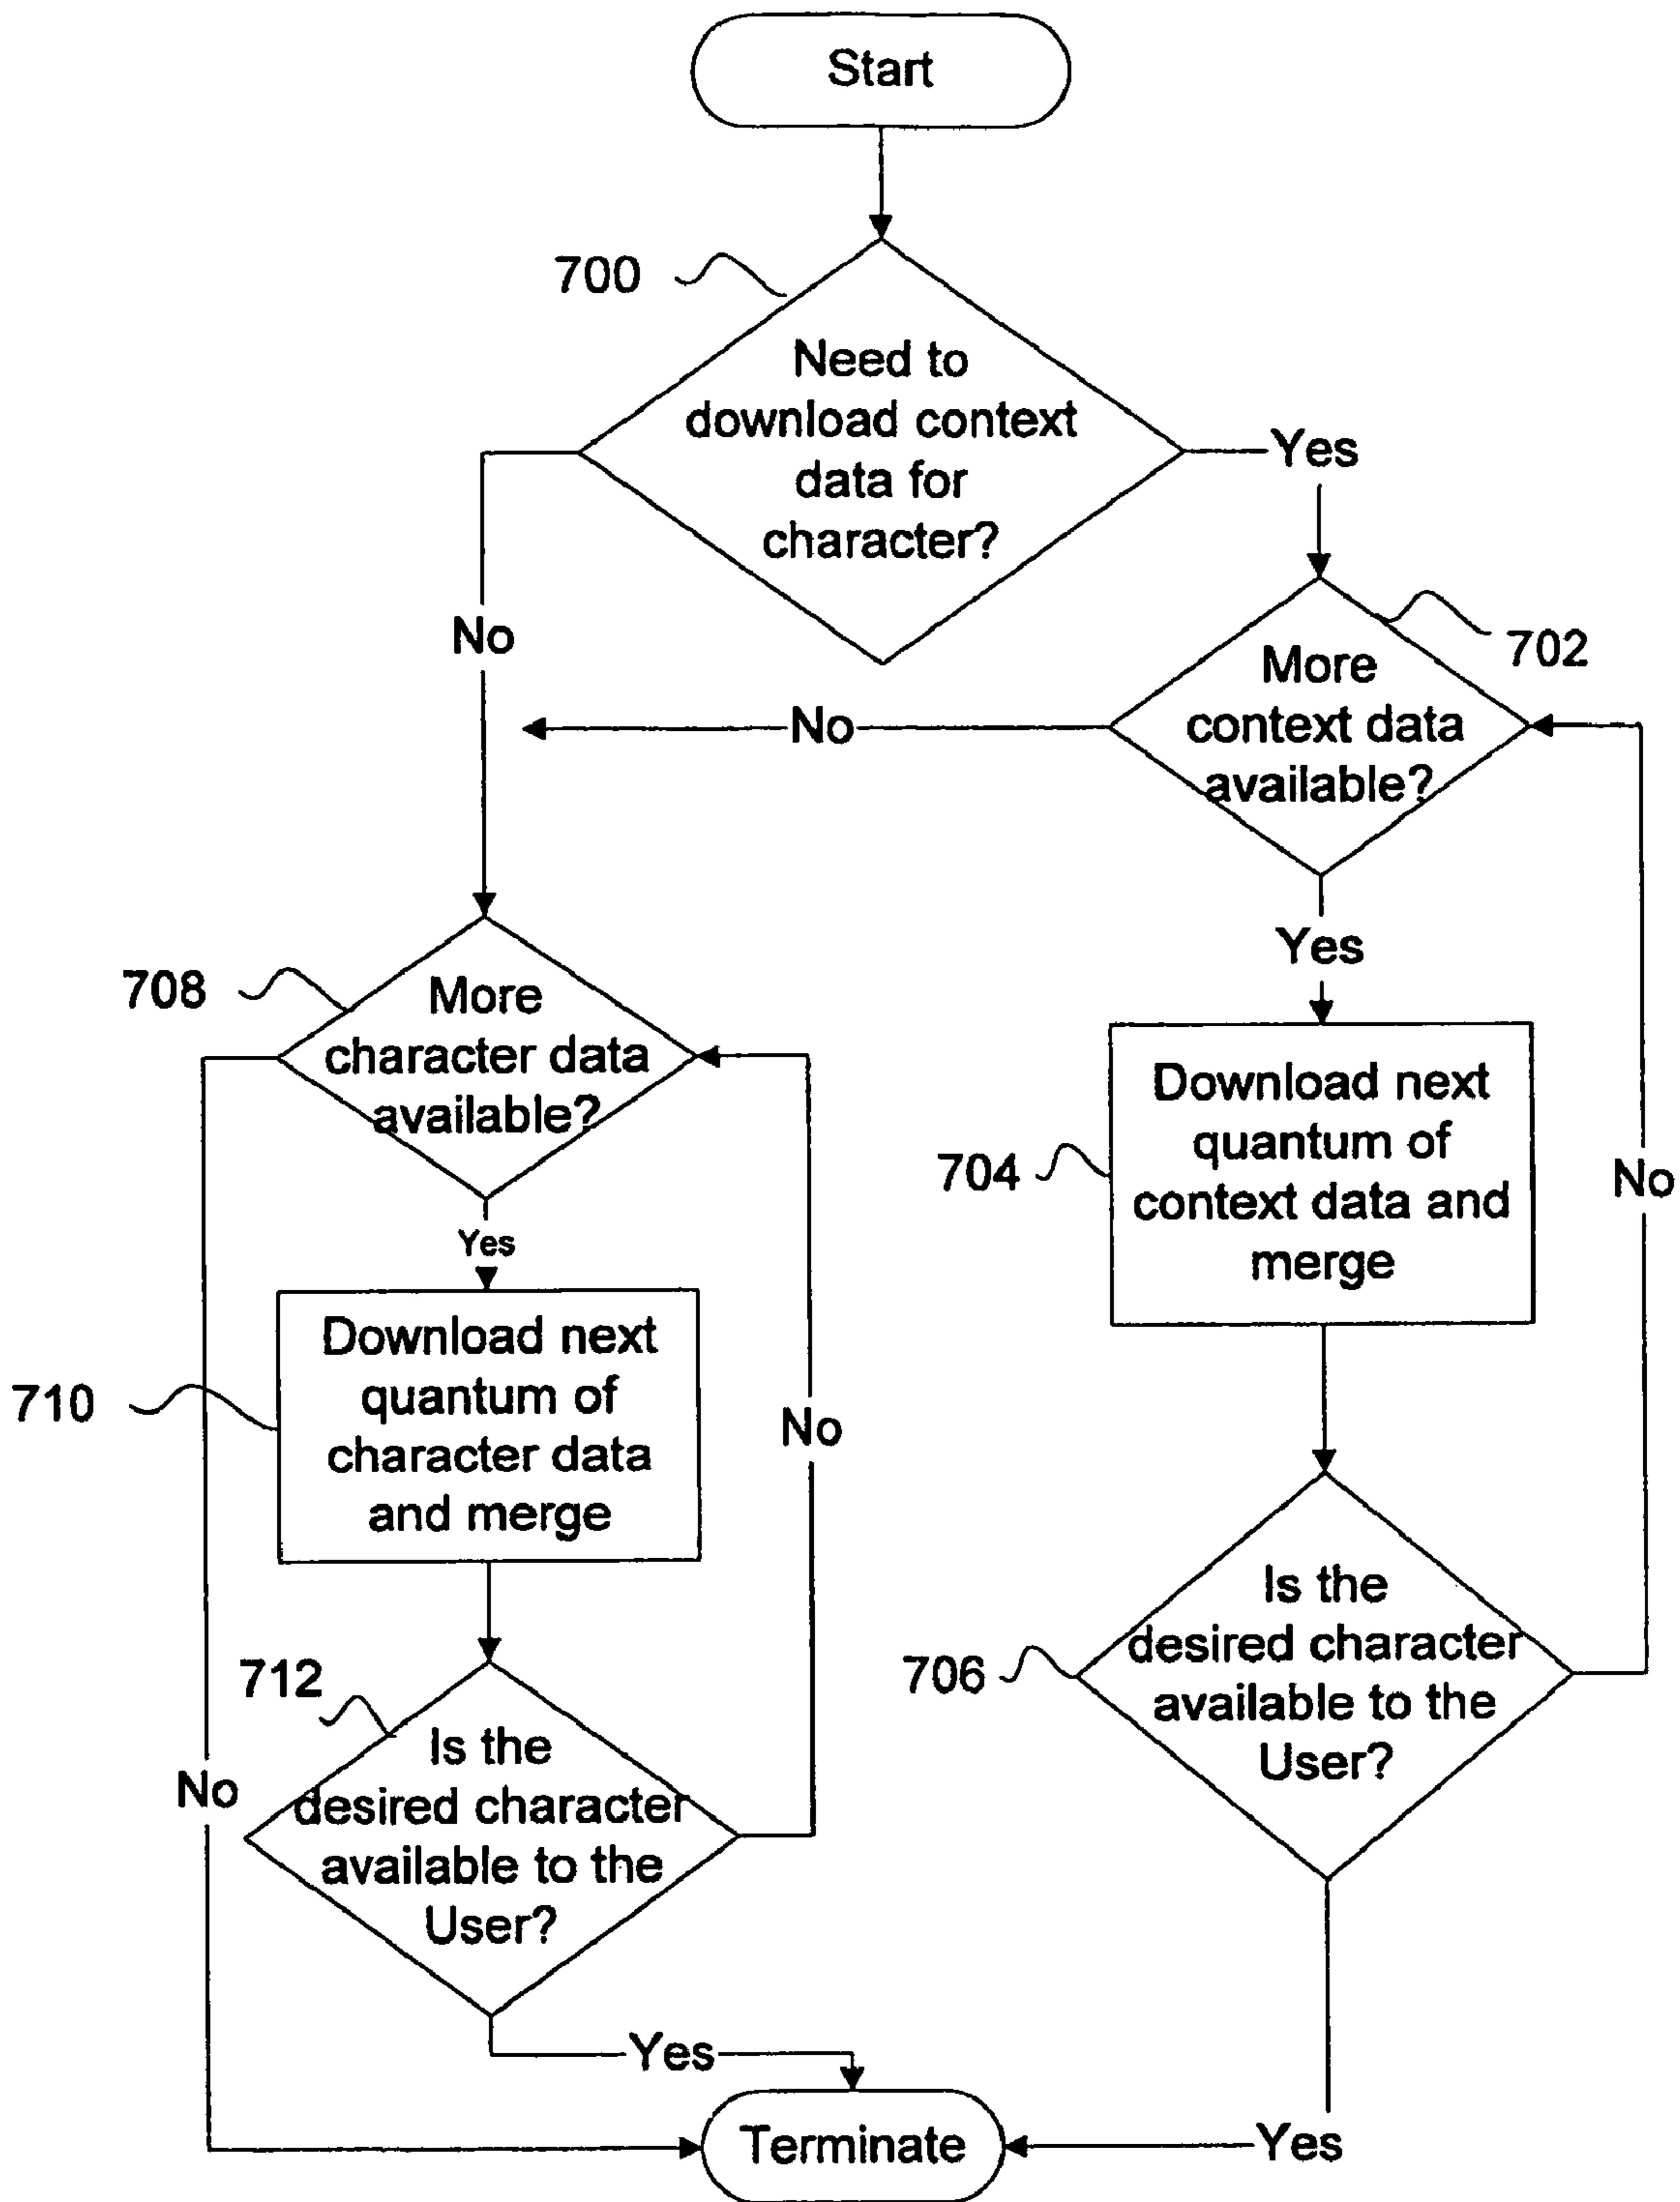 Start
700
Need to
download context
data for
character?
Yes
No
702
More
context data
available?
No
Yes
708
More
character data
available?
704
Download next
quantum of
context data and
merge
No
Yes
710
Download next
quantum of
character data
and merge
No
706
Is the
desired character
available to the
User?
712
Is the
desired character
available to the
User?
No
Yes
Terminate
Yes